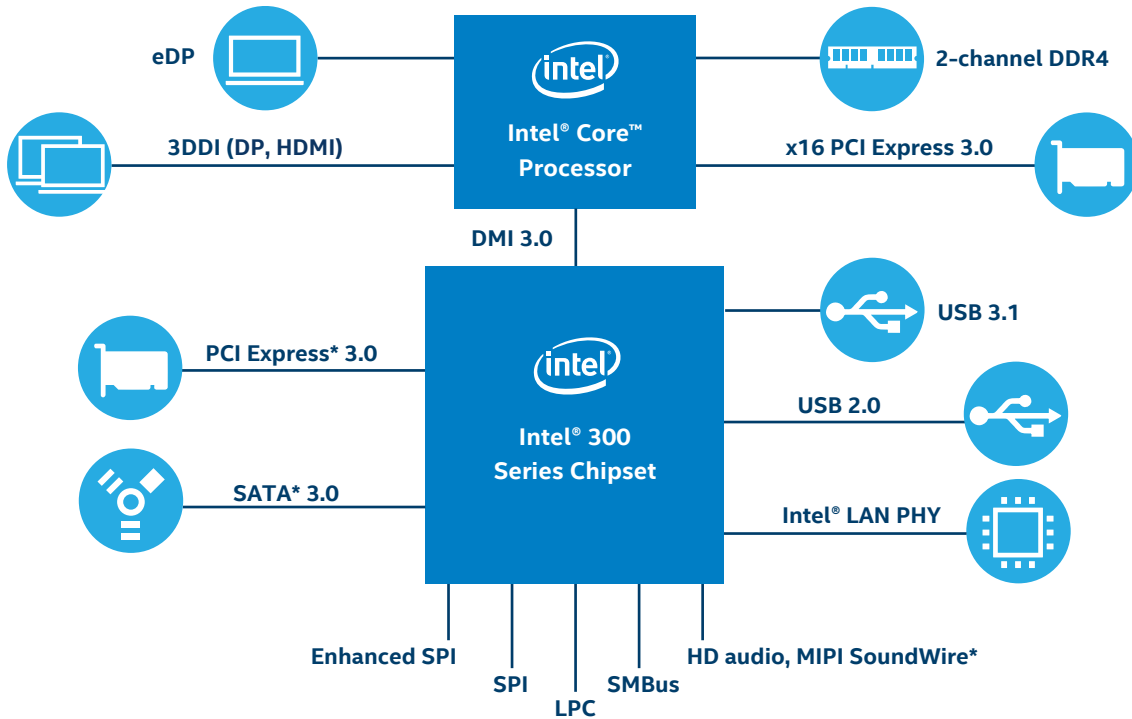 eDP
intel
2-channel DDR4
Intel® Core™
Processor
3DDI (DP, HDMI)
x16 PCI Express 3.0
DMI 3.0
USB 3.1
PCI Express* 3.0
intel
USB 2.0
Intel® 300
Series Chipset
SATA* 3.0
Intel® LAN PHY
Enhanced SPI
HD audio, MIPI SoundWire*
SPI
SMBus
LPC